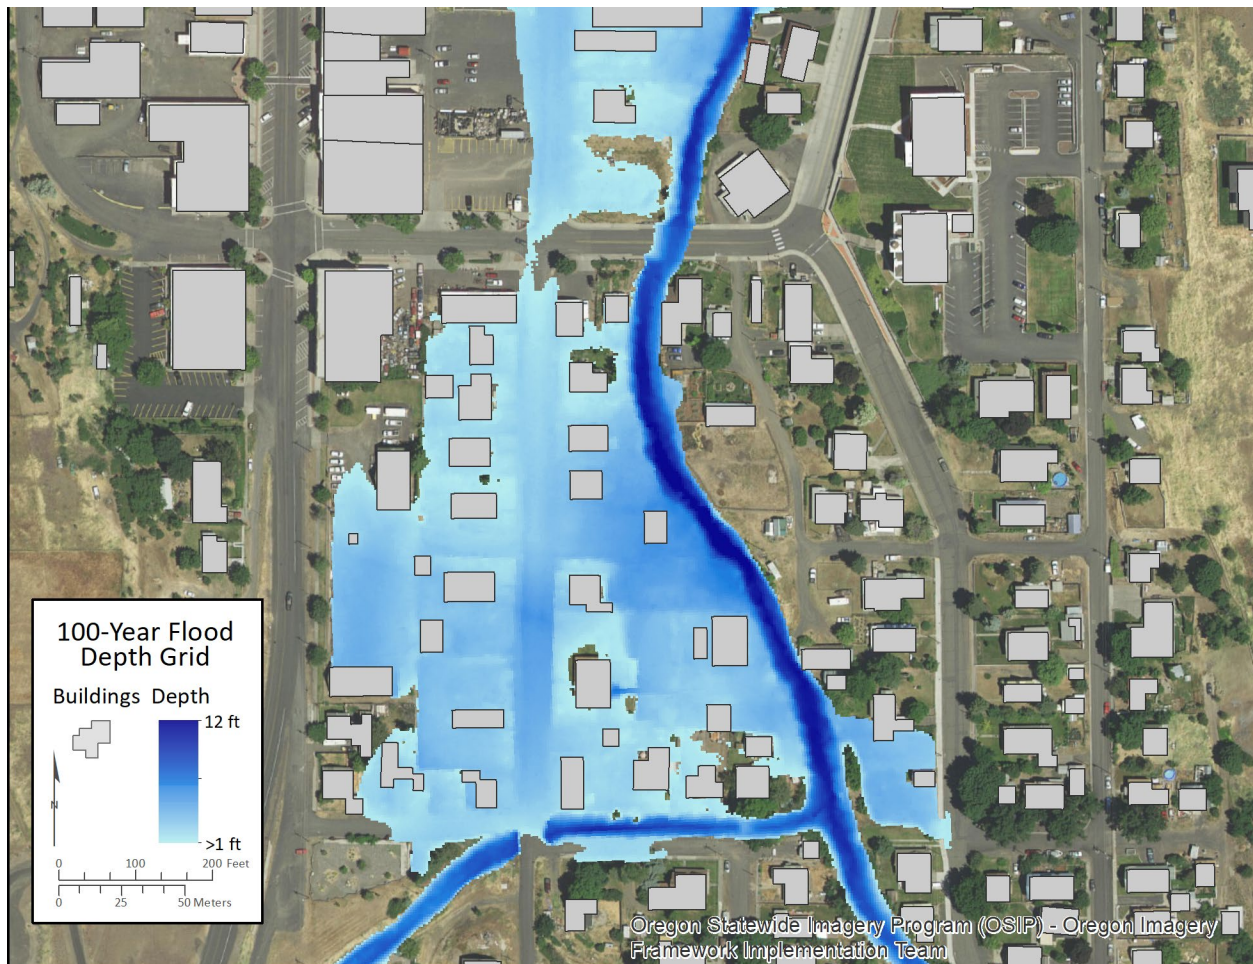 100-Year Flood
Depth Grid
Buildings Depth
12 ft
>1 ft
N
0 100 200 Feet
0 25 50 Meters
Oregon Statewide Imagery Program (OSIP) - Oregon Imagery
Framework Implementation Team